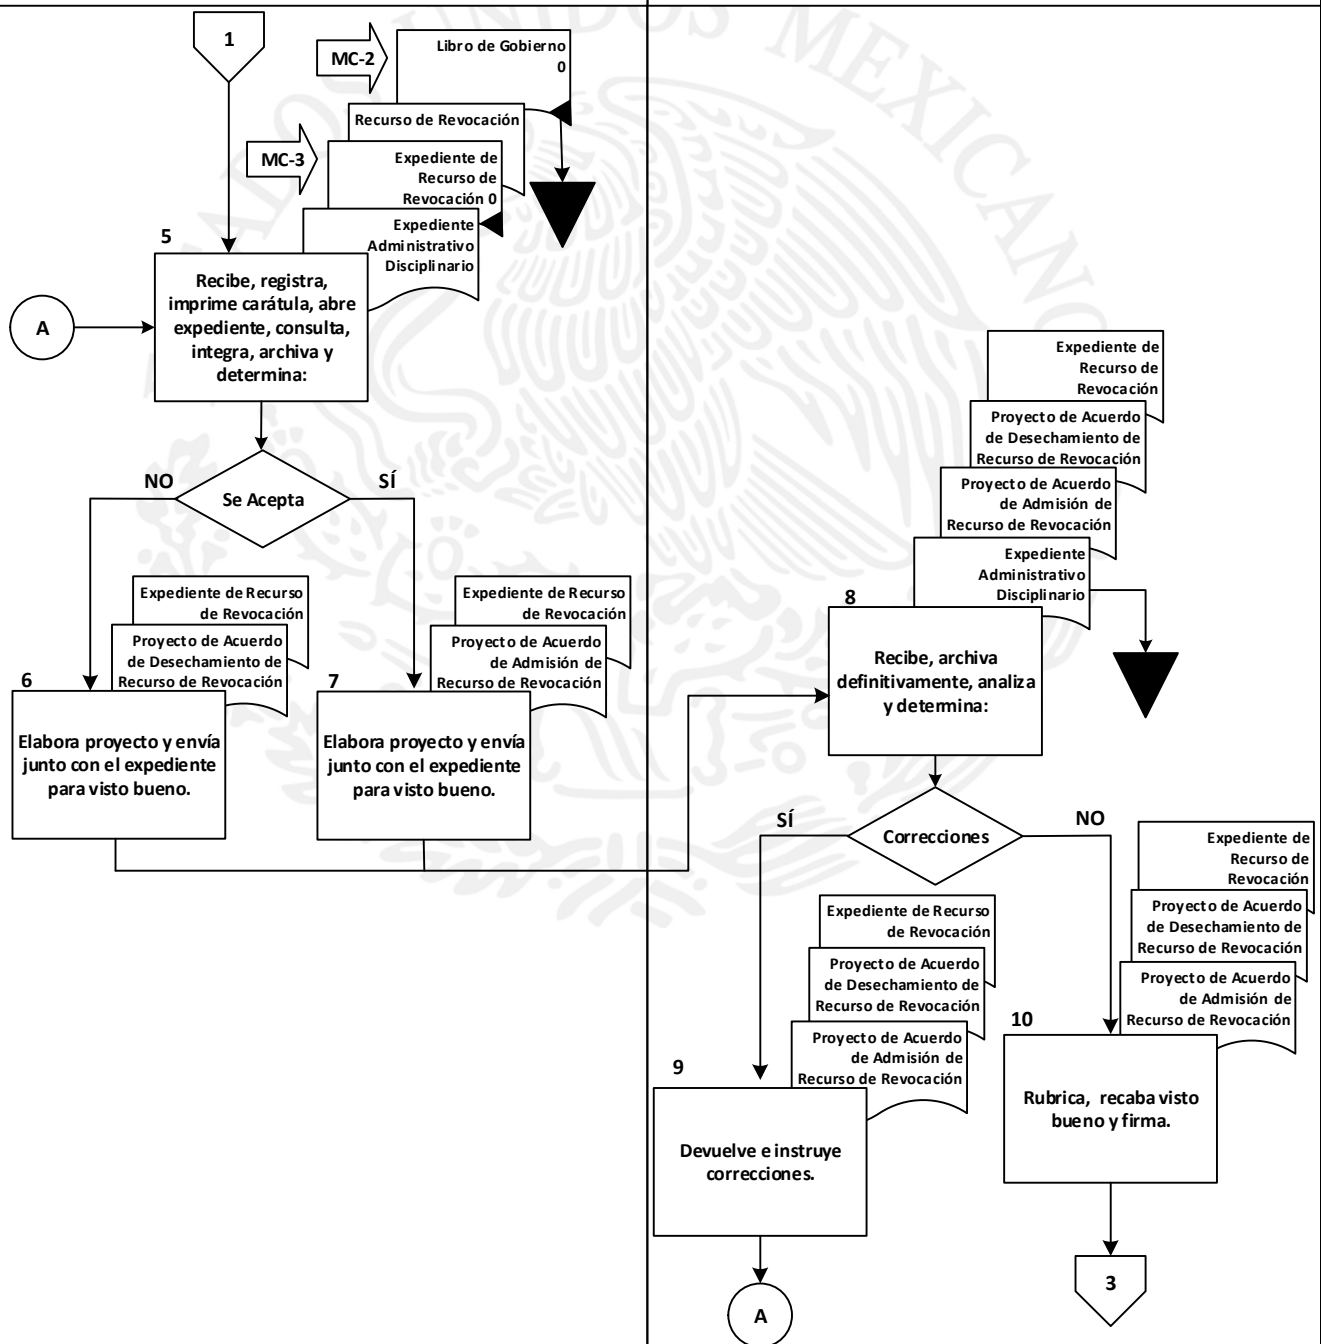 UNIDOS MEXICANOS
1
MC-2
Libro de Gobierno
0
Recurso de Revocación
MC-3
Expediente de
Recurso de
Revocación 0
Expediente
Administrativo
Disciplinario
5
Recibe, registra,
imprime carátula, abre
expediente, consulta,
integra, archiva y
determina:
A
NO
Se Acepta
SÍ
Expediente de Recurso
de Revocación
Proyecto de Acuerdo
de Desechamiento de
Recurso de Revocación
6
Elabora proyecto y envía
junto con el expediente
para visto bueno.
Expediente de Recurso
de Revocación
Proyecto de Acuerdo
de Admisión de
Recurso de Revocación
7
Elabora proyecto y envía
junto con el expediente
para visto bueno.
Expediente de
Recurso de
Revocación
Proyecto de Acuerdo
de Desechamiento de
Recurso de Revocación
Proyecto de Acuerdo
de Admisión de
Recurso de Revocación
Expediente
Administrativo
Disciplinario
8
Recibe, archiva
definitivamente, analiza
y determina:
SÍ
Correcciones
NO
Expediente de Recurso
de Revocación
Proyecto de Acuerdo
de Desechamiento de
Recurso de Revocación
Proyecto de Acuerdo
de Admisión de
Recurso de Revocación
9
Devuelve e instruye
correcciones.
A
Expediente de
Recurso de
Revocación
Proyecto de Acuerdo
de Desechamiento de
Recurso de Revocación
Proyecto de Acuerdo
de Admisión de
Recurso de Revocación
10
Rubrica, recaba visto
bueno y firma.
3